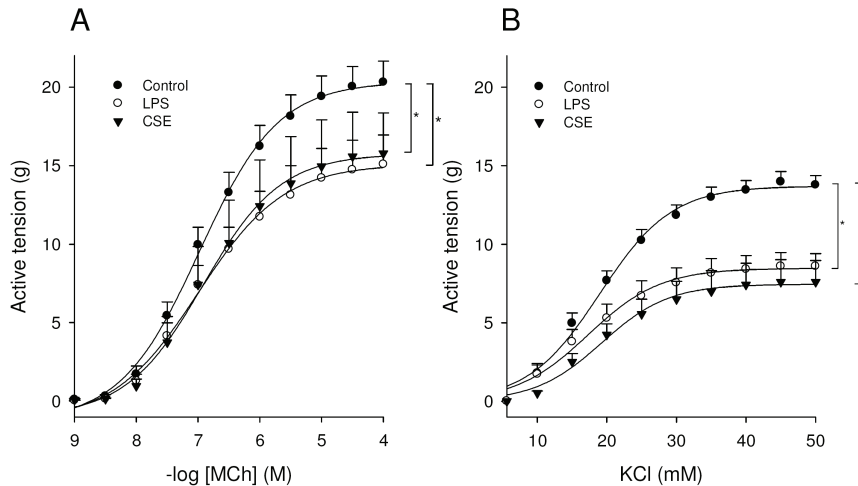 A
Active tension (g)
20
15
10
5
0
Control
LPS
CSE
*
*
9 8 7 6 5 4
-log [MCh] (M)
B
Active tension (g)
20
15
10
5
0
Control
LPS
CSE
*
10 20 30 40 50
KCl (mM)